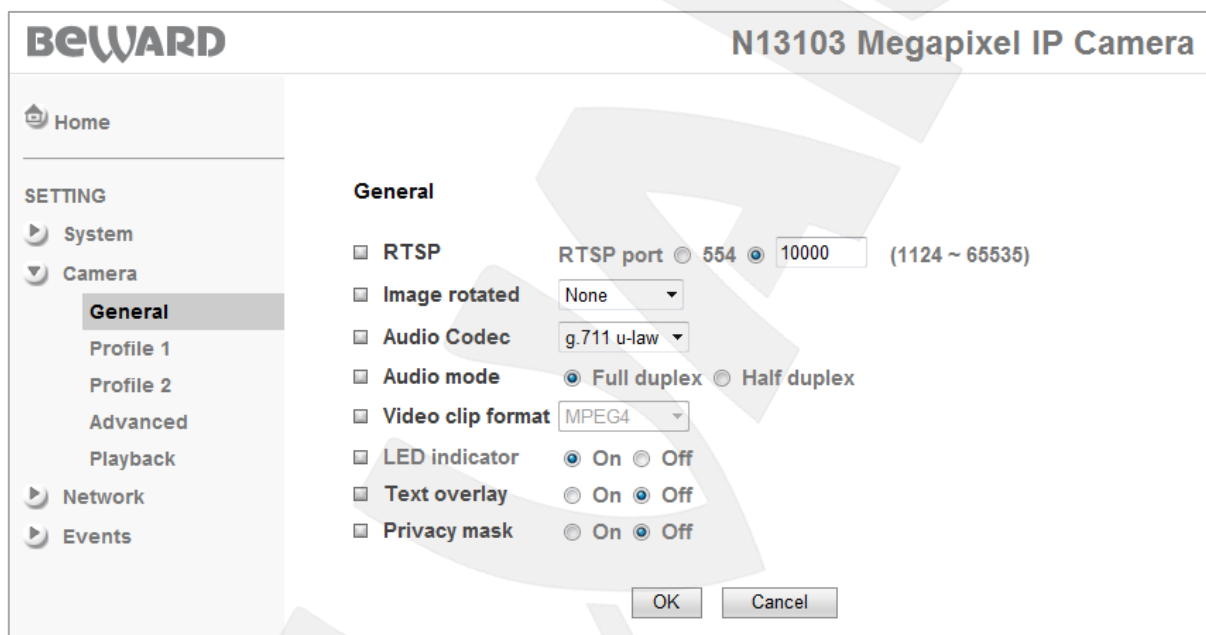 BEWARD
N13103 Megapixel IP Camera
Home
SETTING
System
Camera
General
Profile 1
Profile 2
Advanced
Playback
Network
Events
General
RTSP RTSP port 554 10000 (1124 ~ 65535)
Image rotated None
Audio Codec g.711 u-law
Audio mode Full duplex Half duplex
Video clip format MPEG4
LED indicator On Off
Text overlay On Off
Privacy mask On Off
OK Cancel